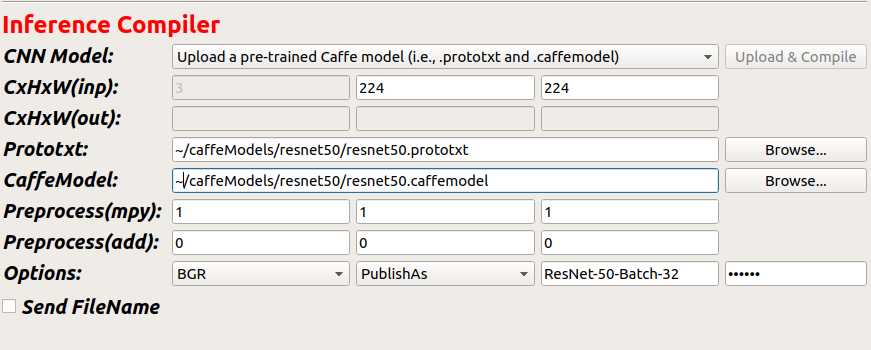 Inference Compiler
CNN Model: Upload a pre-trained Caffe model (i.e., .prototxt and .caffemodel) Upload & Compile
CxHxW(inp): 3 224 224
CxHxW(out):
Prototxt: ~/caffeModels/resnet50/resnet50.prototxt Browse...
CaffeModel: ~/caffeModels/resnet50/resnet50.caffemodel Browse...
Preprocess(mpy): 1 1 1
Preprocess(add): 0 0 0
Options: BGR PublishAs ResNet-50-Batch-32 ••••••
Send FileName